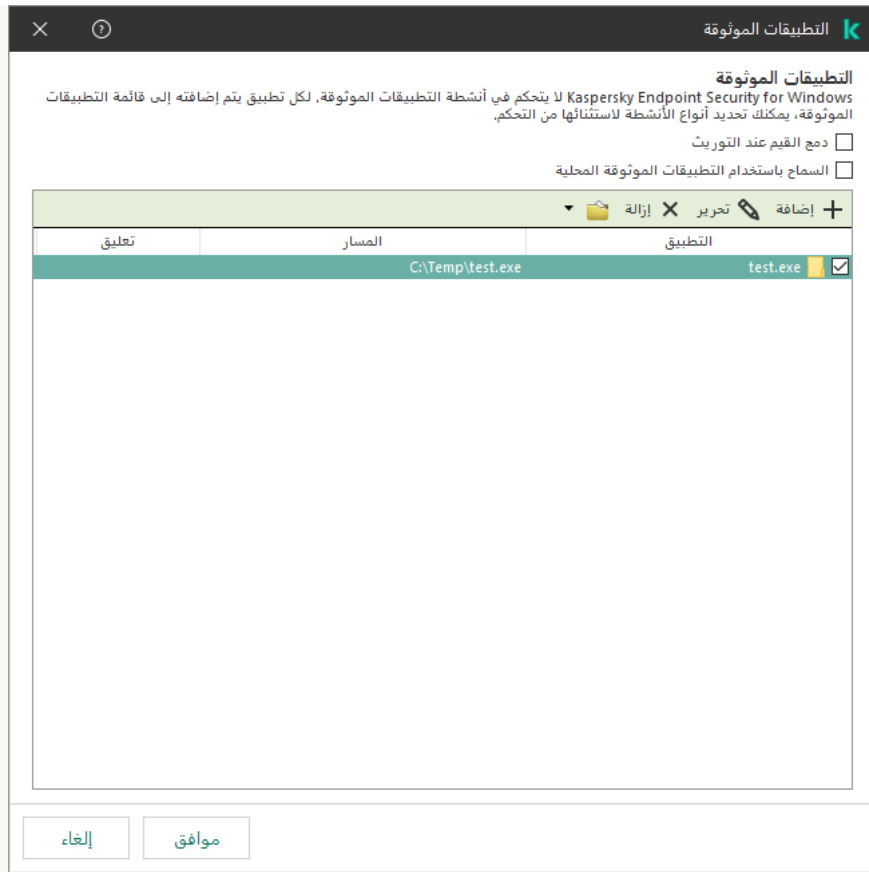 التطبيقات الموثوقة
التطبيقات الموثوقة
Kaspersky Endpoint Security for Windows لا يتحكم في أنشطة التطبيقات الموثوقة. لكل تطبيق يتم إضافته إلى قائمة التطبيقات
الموثوقة، يمكنك تحديد أنواع الأنشطة لاستثنائها من التحكم.
دمج القيم عند التوريث
السماح باستخدام التطبيقات الموثوقة المحلية
إضافة تحرير إزالة
التطبيق المسار تعليق
test.exe C:\Temp\test.exe
موافق إلغاء